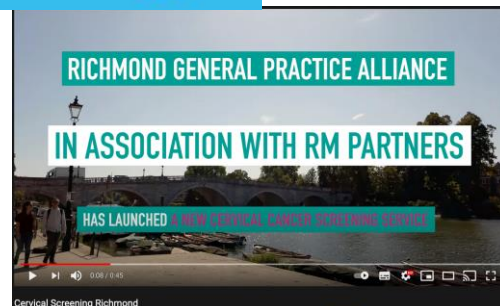 RICHMOND GENERAL PRACTICE ALLIANCE
IN ASSOCIATION WITH RM PARTNERS
HAS LAUNCHED A NEW CERVICAL CANCER SCREENING SERVICE
0:06 / 0:45
Cervical Screening Richmond